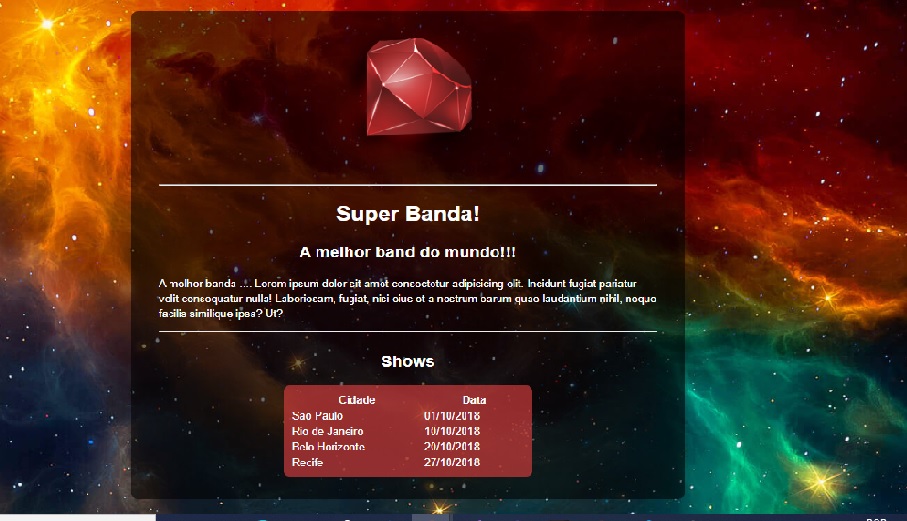 Super Banda!
A melhor band do mundo!!!
A melhor banda .... Lorem ipsum dolor sit amet consectetur adipisicing elit. Incidunt fugiat pariatur
velit consequatur nulla! Laboriosam, fugiat, nisi eius et a nostrum harum quae laudantium nihil, neque
facilis similique ipsa? Ut?
Shows
Cidade Data
São Paulo 01/10/2018
Rio de Janeiro 10/10/2018
Belo Horizonte 20/10/2018
Recife 27/10/2018